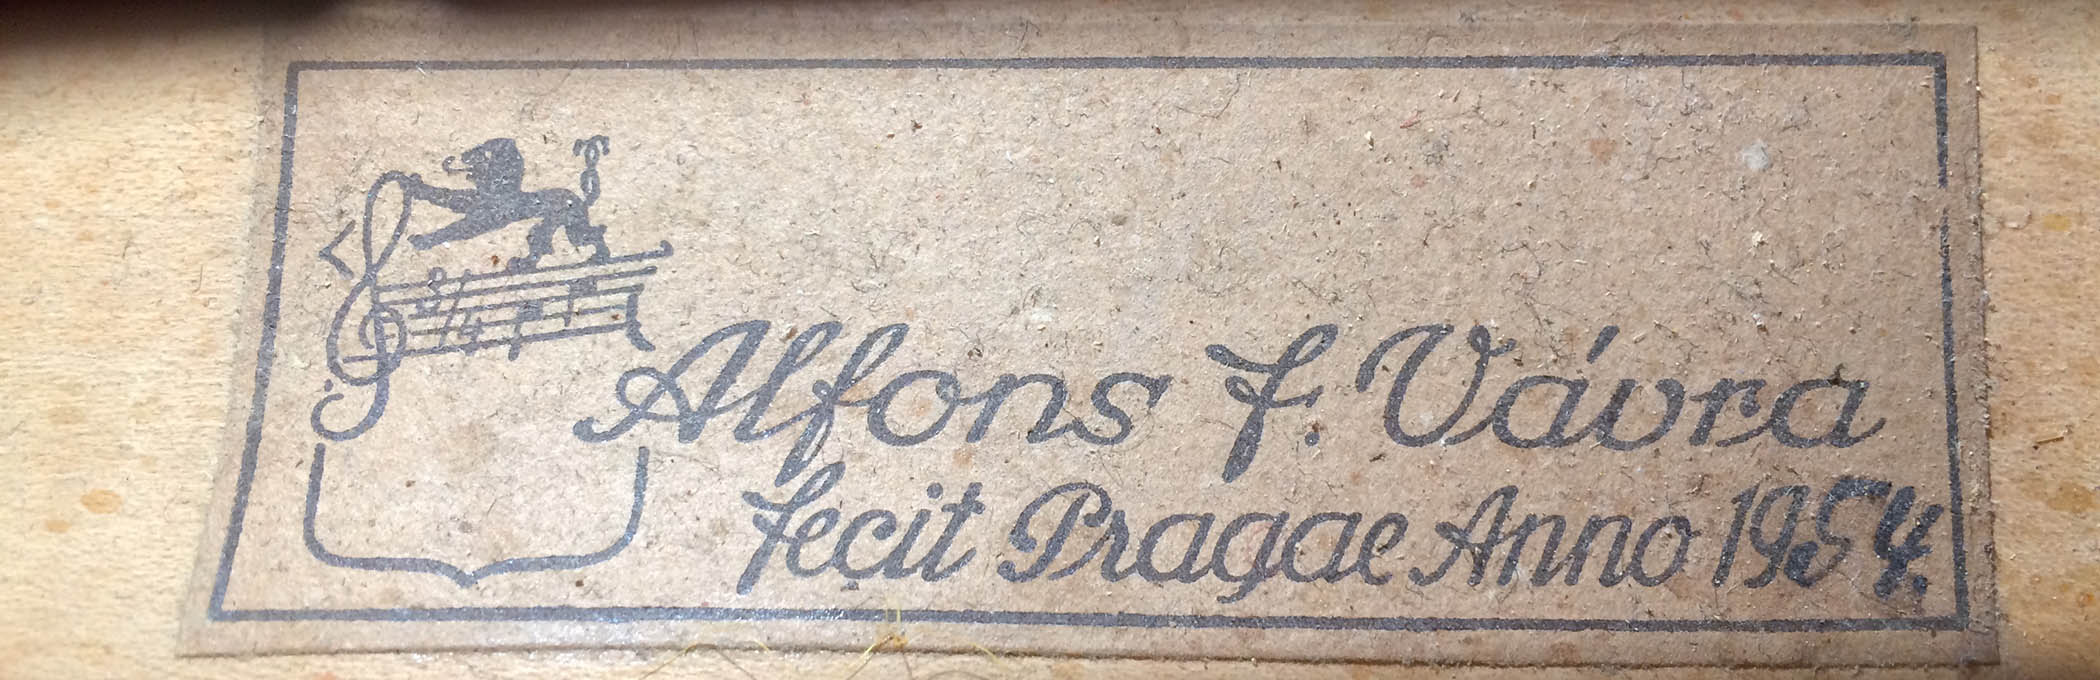 Alfons F. Vávra
fecit Pragae Anno 1954.